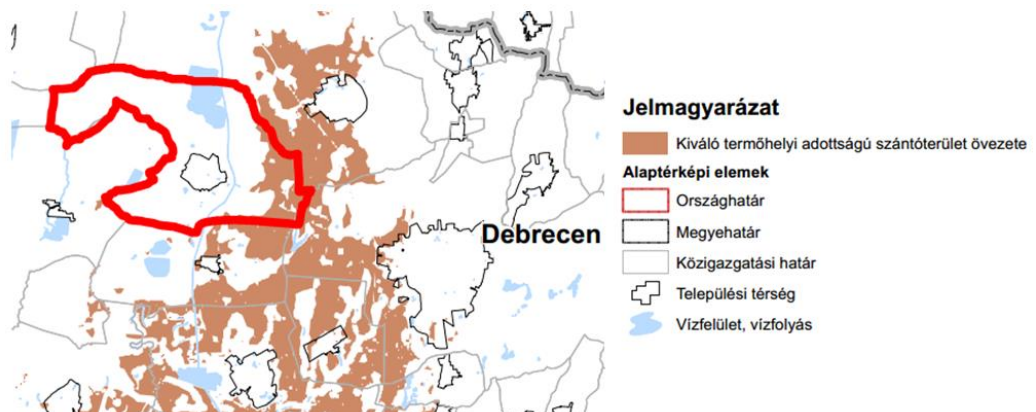 Debrecen
Jelmagyarázat
Kiváló termőhelyi adottságú szántóterület övezete
Alaptérképi elemek
Országhatár
Megyehatár
Közigazgatási határ
Települési térség
Vízfelület, vízfolyás